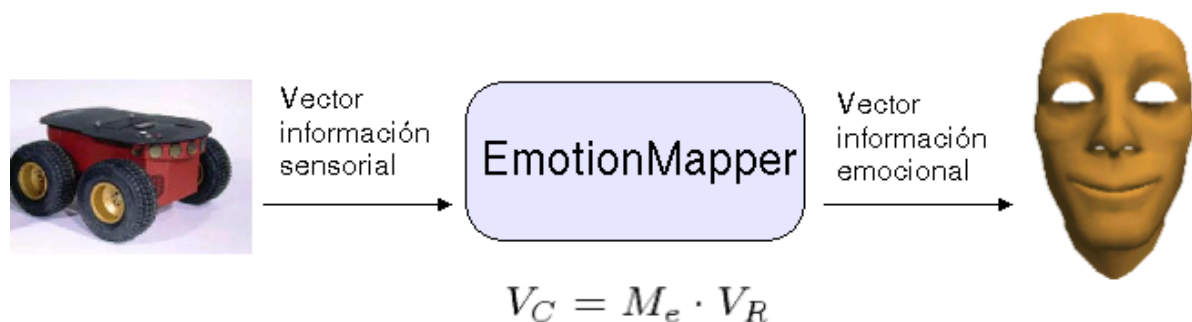 Vector
información
sensorial
EmotionMapper
Vector
información
emocional
V_C = M_e · V_R